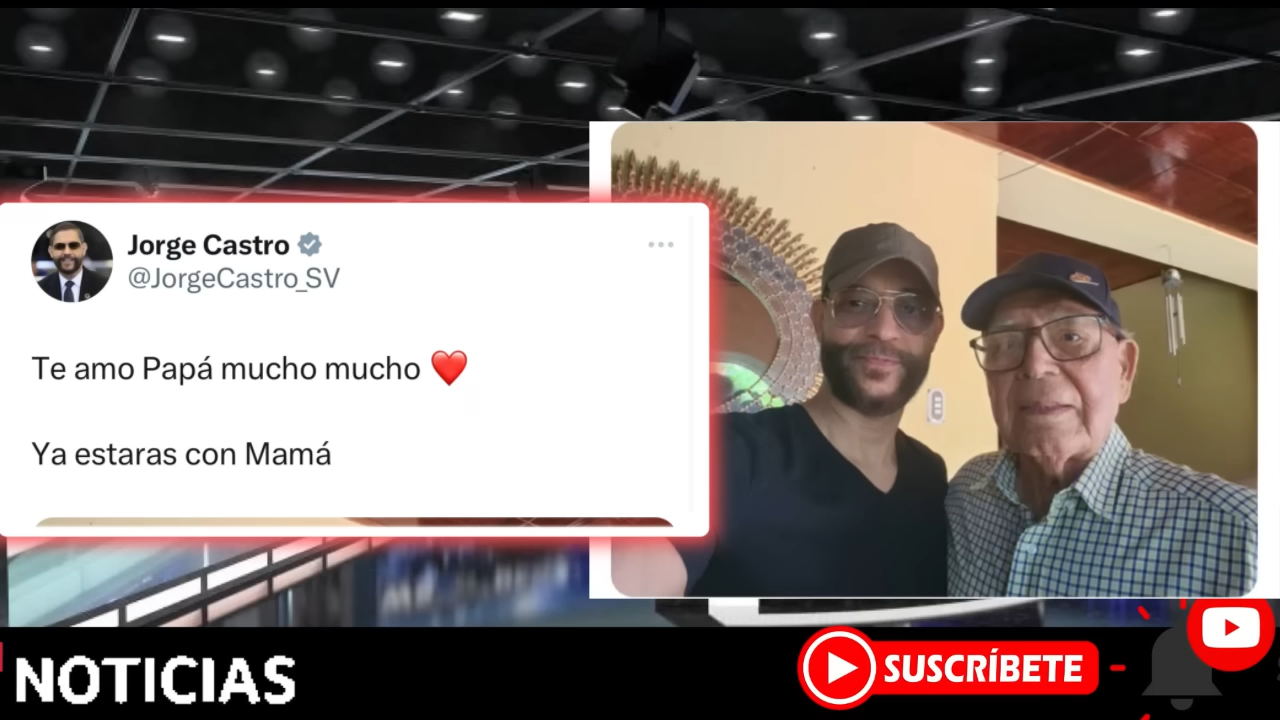 Jorge Castro
@JorgeCastro_SV
Te amo Papá mucho mucho ❤️
Ya estaras con Mamá
NOTICIAS
SUSCRÍBETE